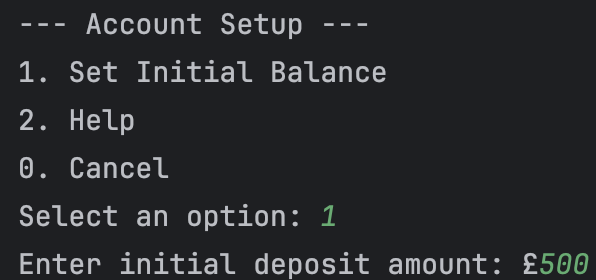 --- Account Setup ---
1. Set Initial Balance
2. Help
0. Cancel
Select an option: 1
Enter initial deposit amount: £500